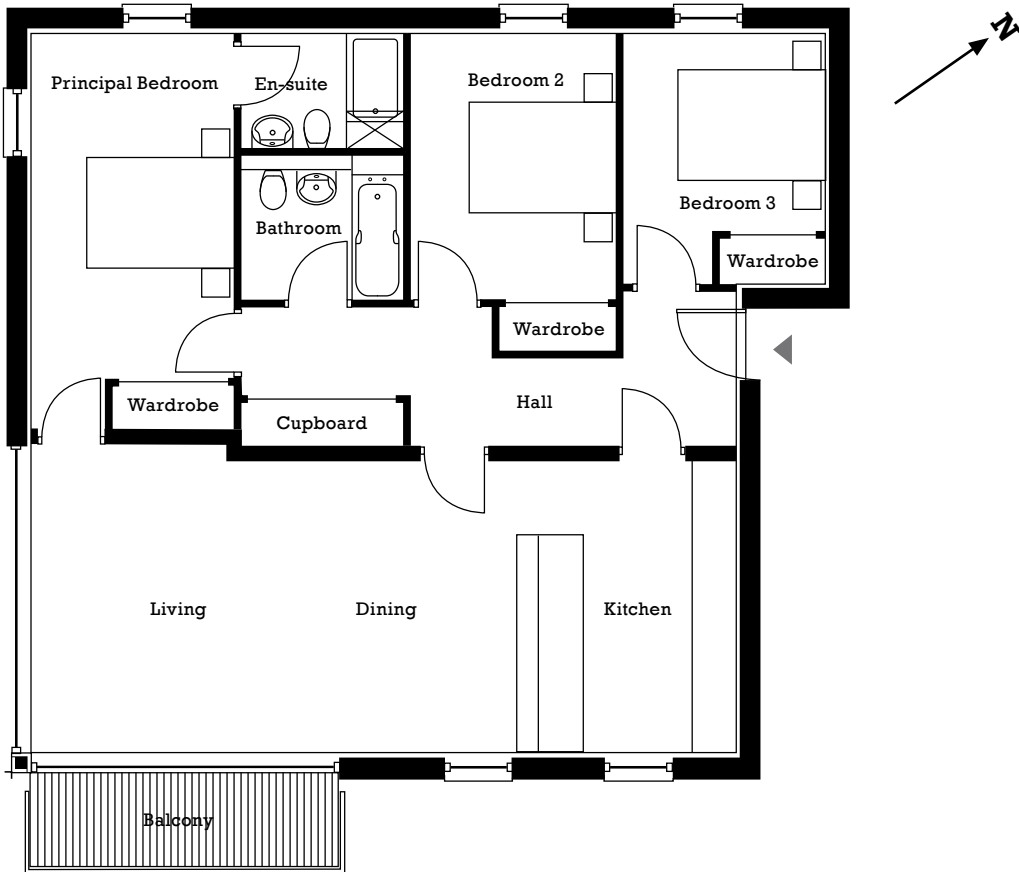 N
Principal Bedroom
En-suite
Bedroom 2
Bedroom 3
Bathroom
Wardrobe
Wardrobe
Wardrobe
Hall
Cupboard
Living
Dining
Kitchen
Balcony